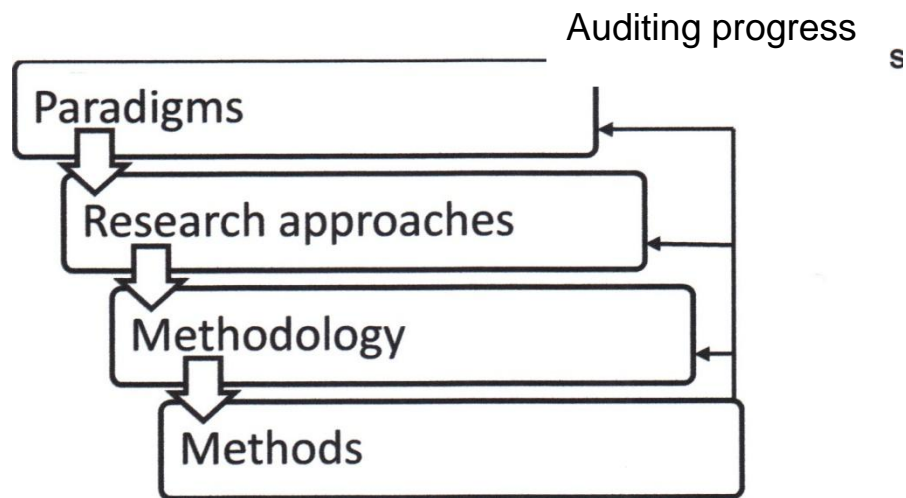 Auditing progress
s
Paradigms
Research approaches
Methodology
Methods